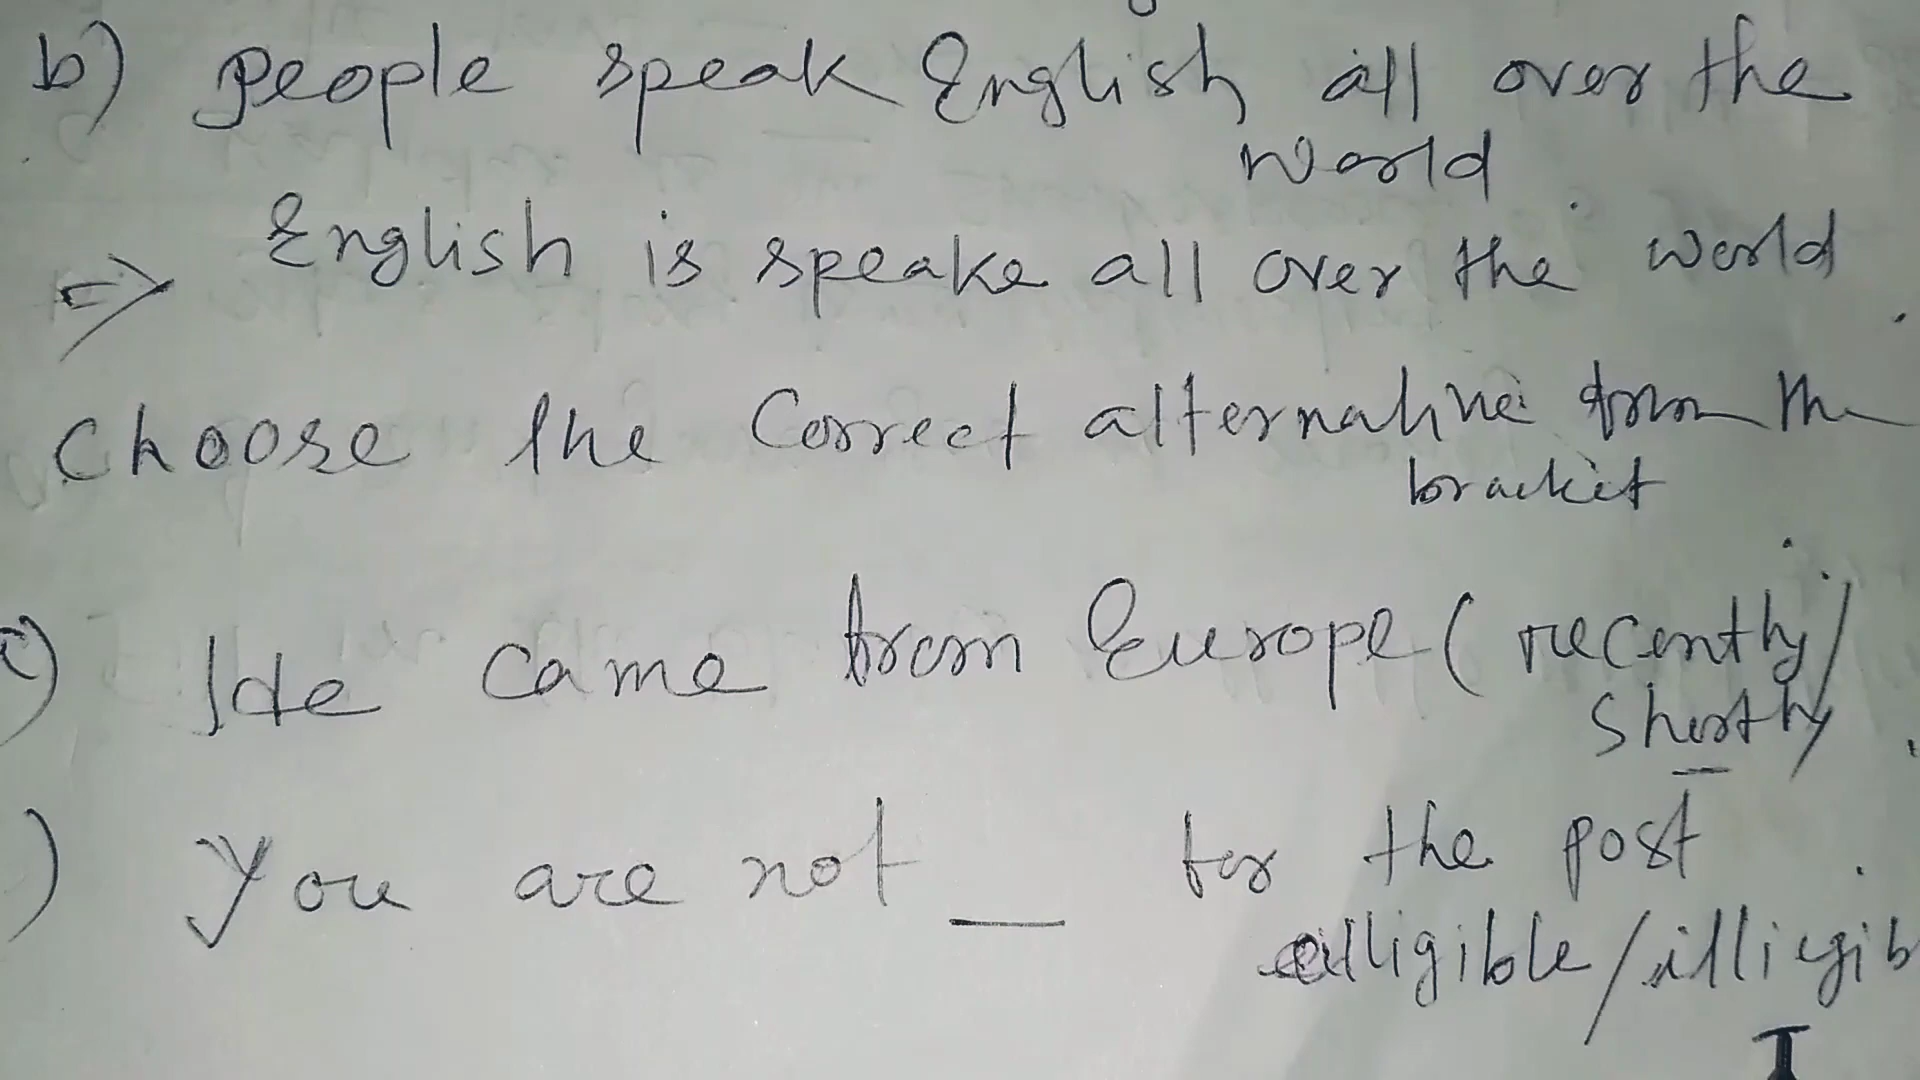 b) people speak English all over the
World
⇒ English is speake all over the world
Choose the Correct alternative from the
bracket
c) He came from Europe ( recently /
Shortly
) You are not __ for the post
elligible / illigib